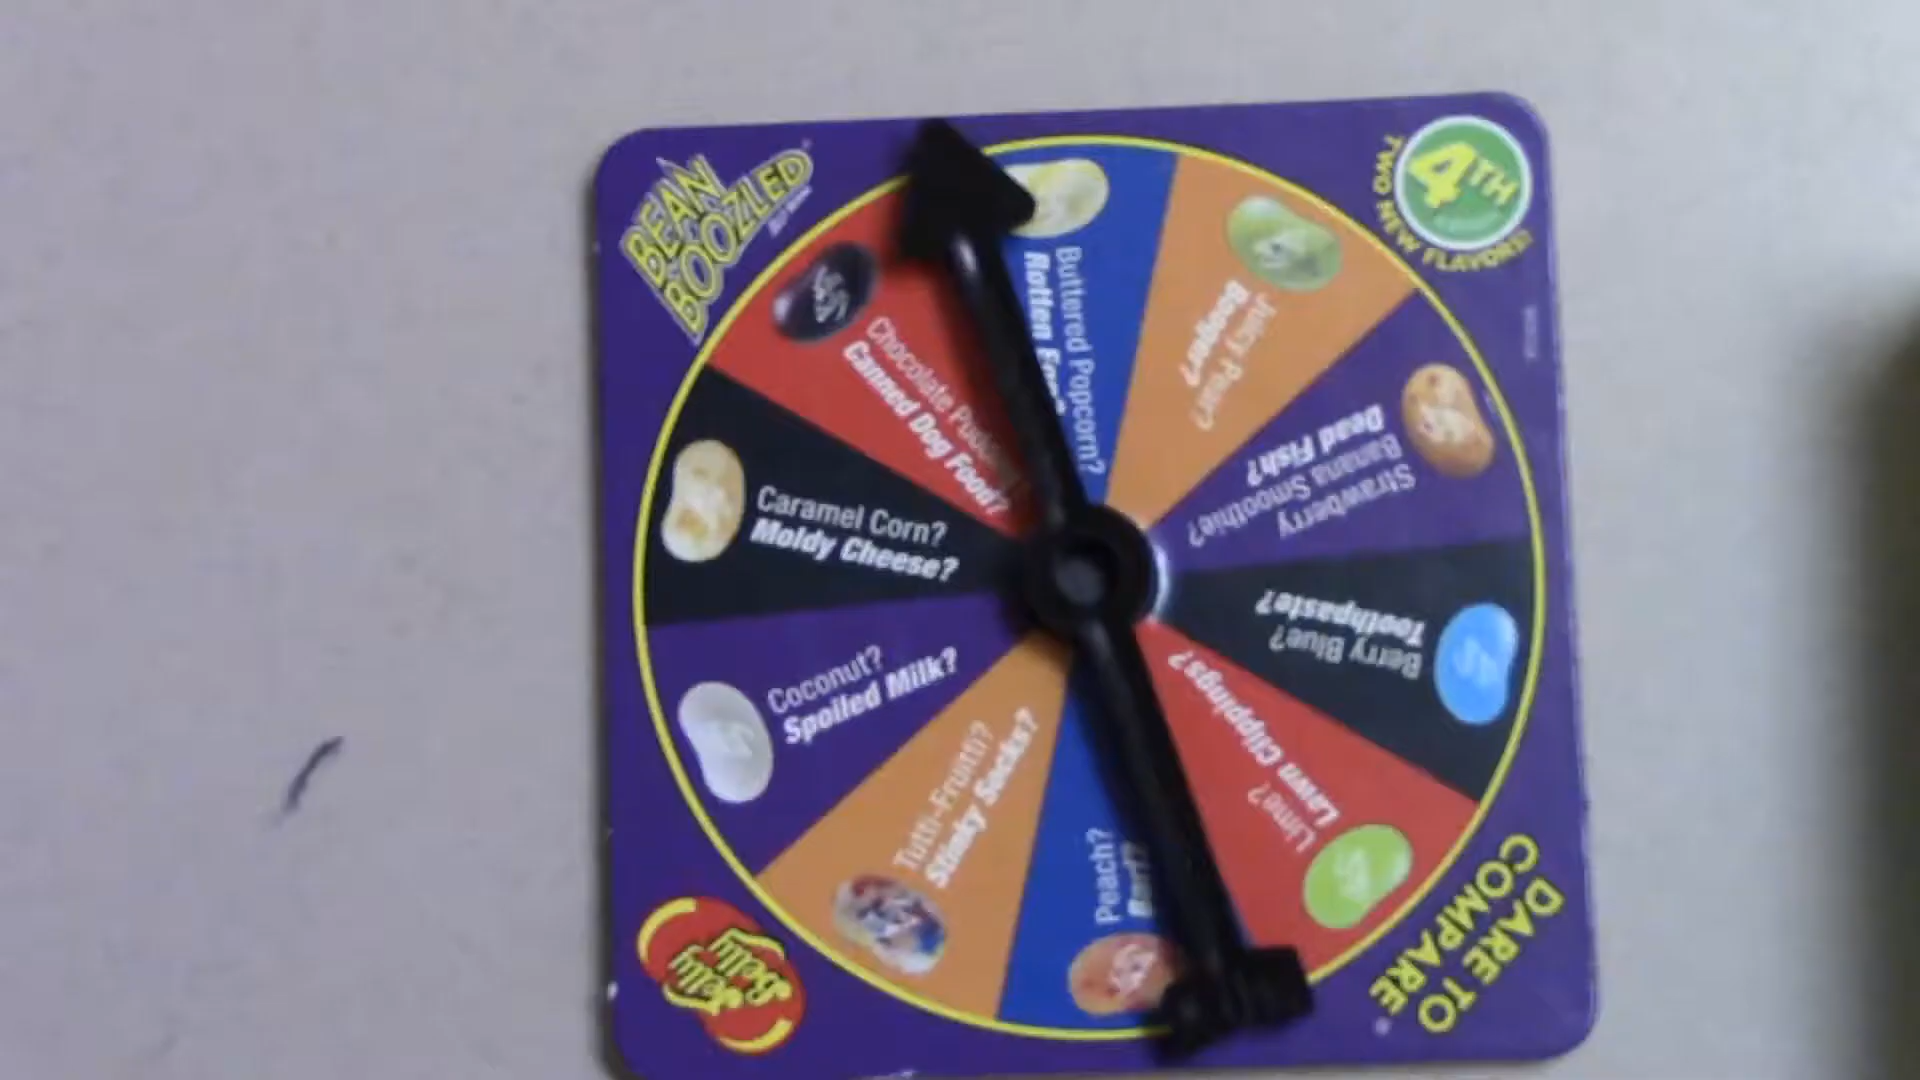 BEAN
BOOZLED
4TH
TWO NEW FLAVORS!
Buttered Popcorn?
Rotten Egg?
Juicy Pear?
Booger?
Strawberry
Banana Smoothie?
Dead Fish?
Berry Blue?
Toothpaste?
Lime?
Lawn Clippings?
Peach?
Barf?
Tutti-Fruitti?
Stinky Socks?
Coconut?
Spoiled Milk?
Caramel Corn?
Moldy Cheese?
Chocolate Pudding?
Canned Dog Food?
Jelly
Belly
DARE TO
COMPARE